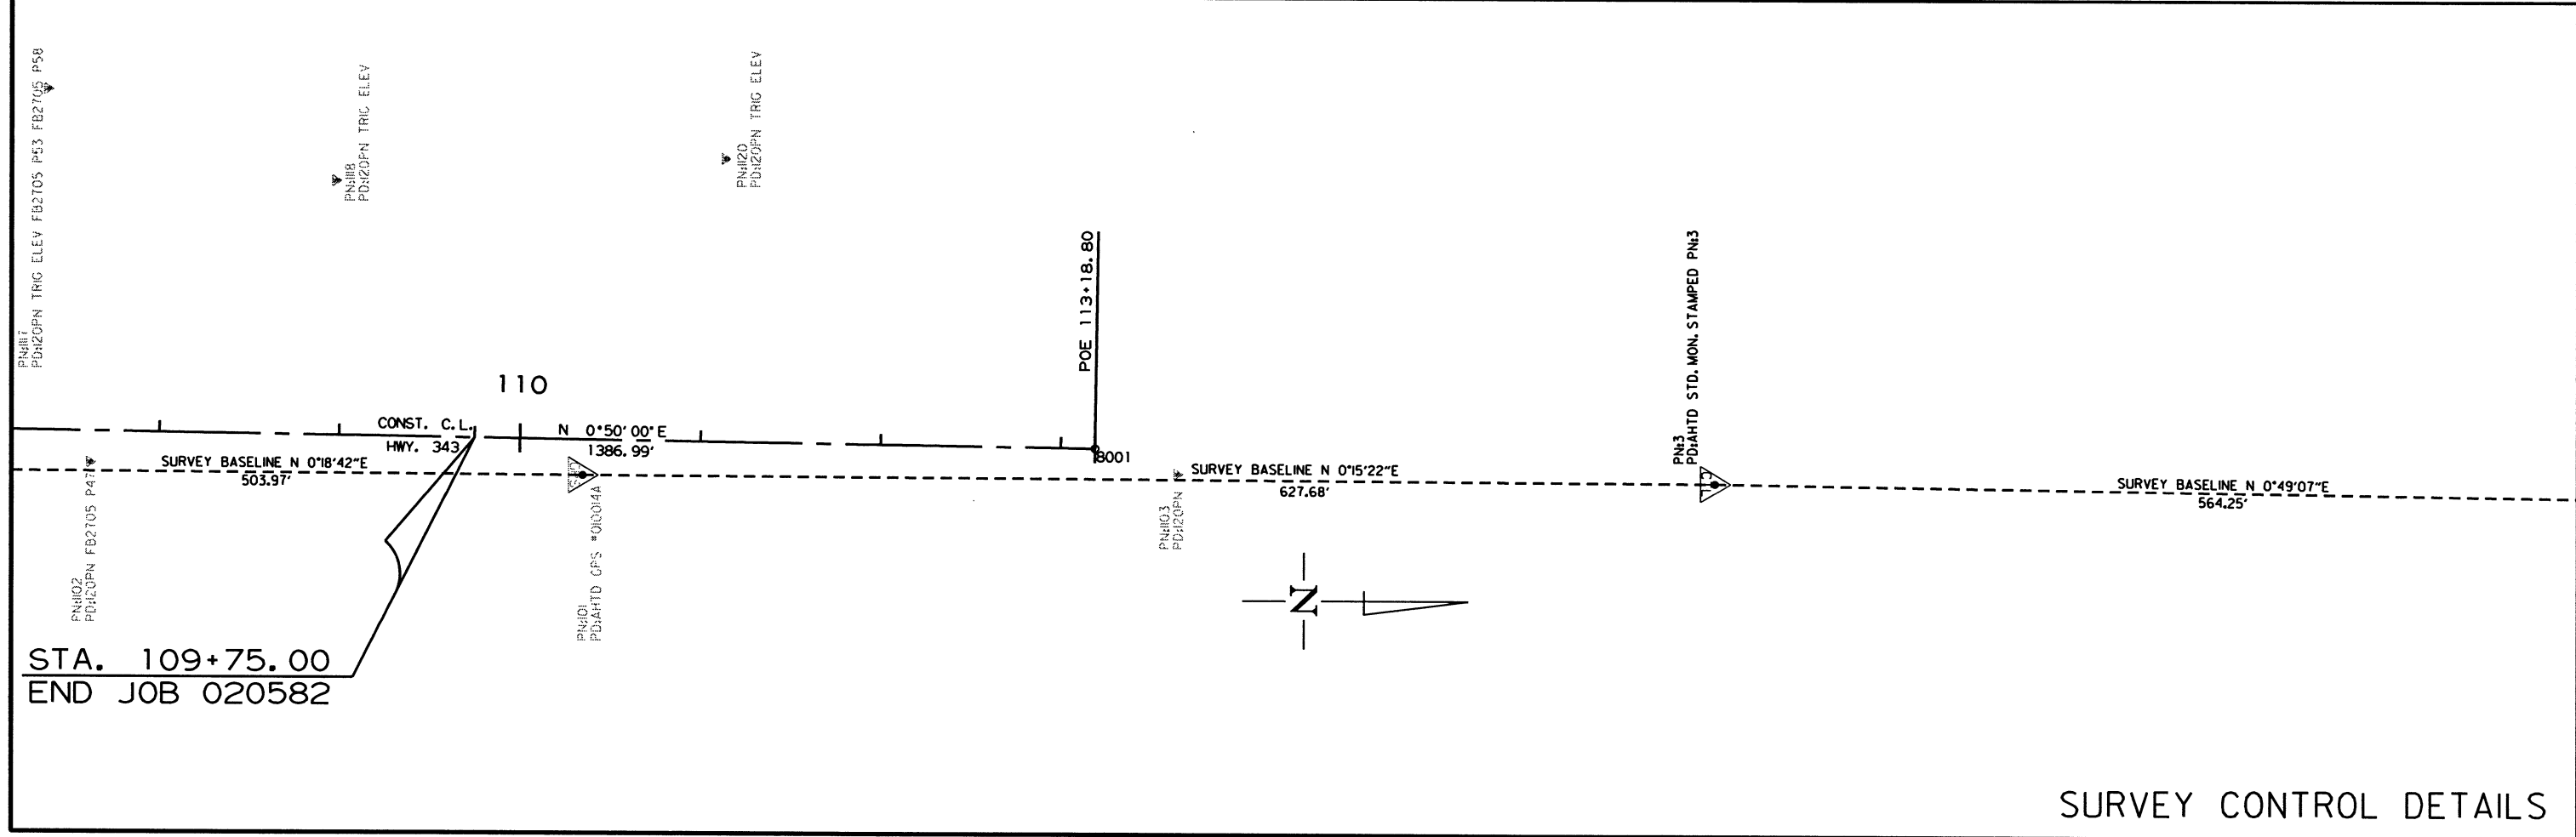 PN:1117
PD:120PN TRIG ELEV FB2705 P53 FB2705 P58
PN:1118
PD:120PN TRIG ELEV
PN:1120
PD:120PN TRIG ELEV
POE 113+18.80
PN:3
PD:AHTD STD. MON. STAMPED PN:3
110
CONST. C.L.
HWY. 343
N 0°50'00"E
1386.99'
8001
SURVEY BASELINE N 0°18'42"E
503.97'
SURVEY BASELINE N 0°15'22"E
627.68'
SURVEY BASELINE N 0°49'07"E
564.25'
PN:1102
PD:120PN FB2705 P47
PN:101
PD:AHTD GPS #010014A
PN:1103
PD:120PN
N
STA. 109+75.00
END JOB 020582
SURVEY CONTROL DETAILS